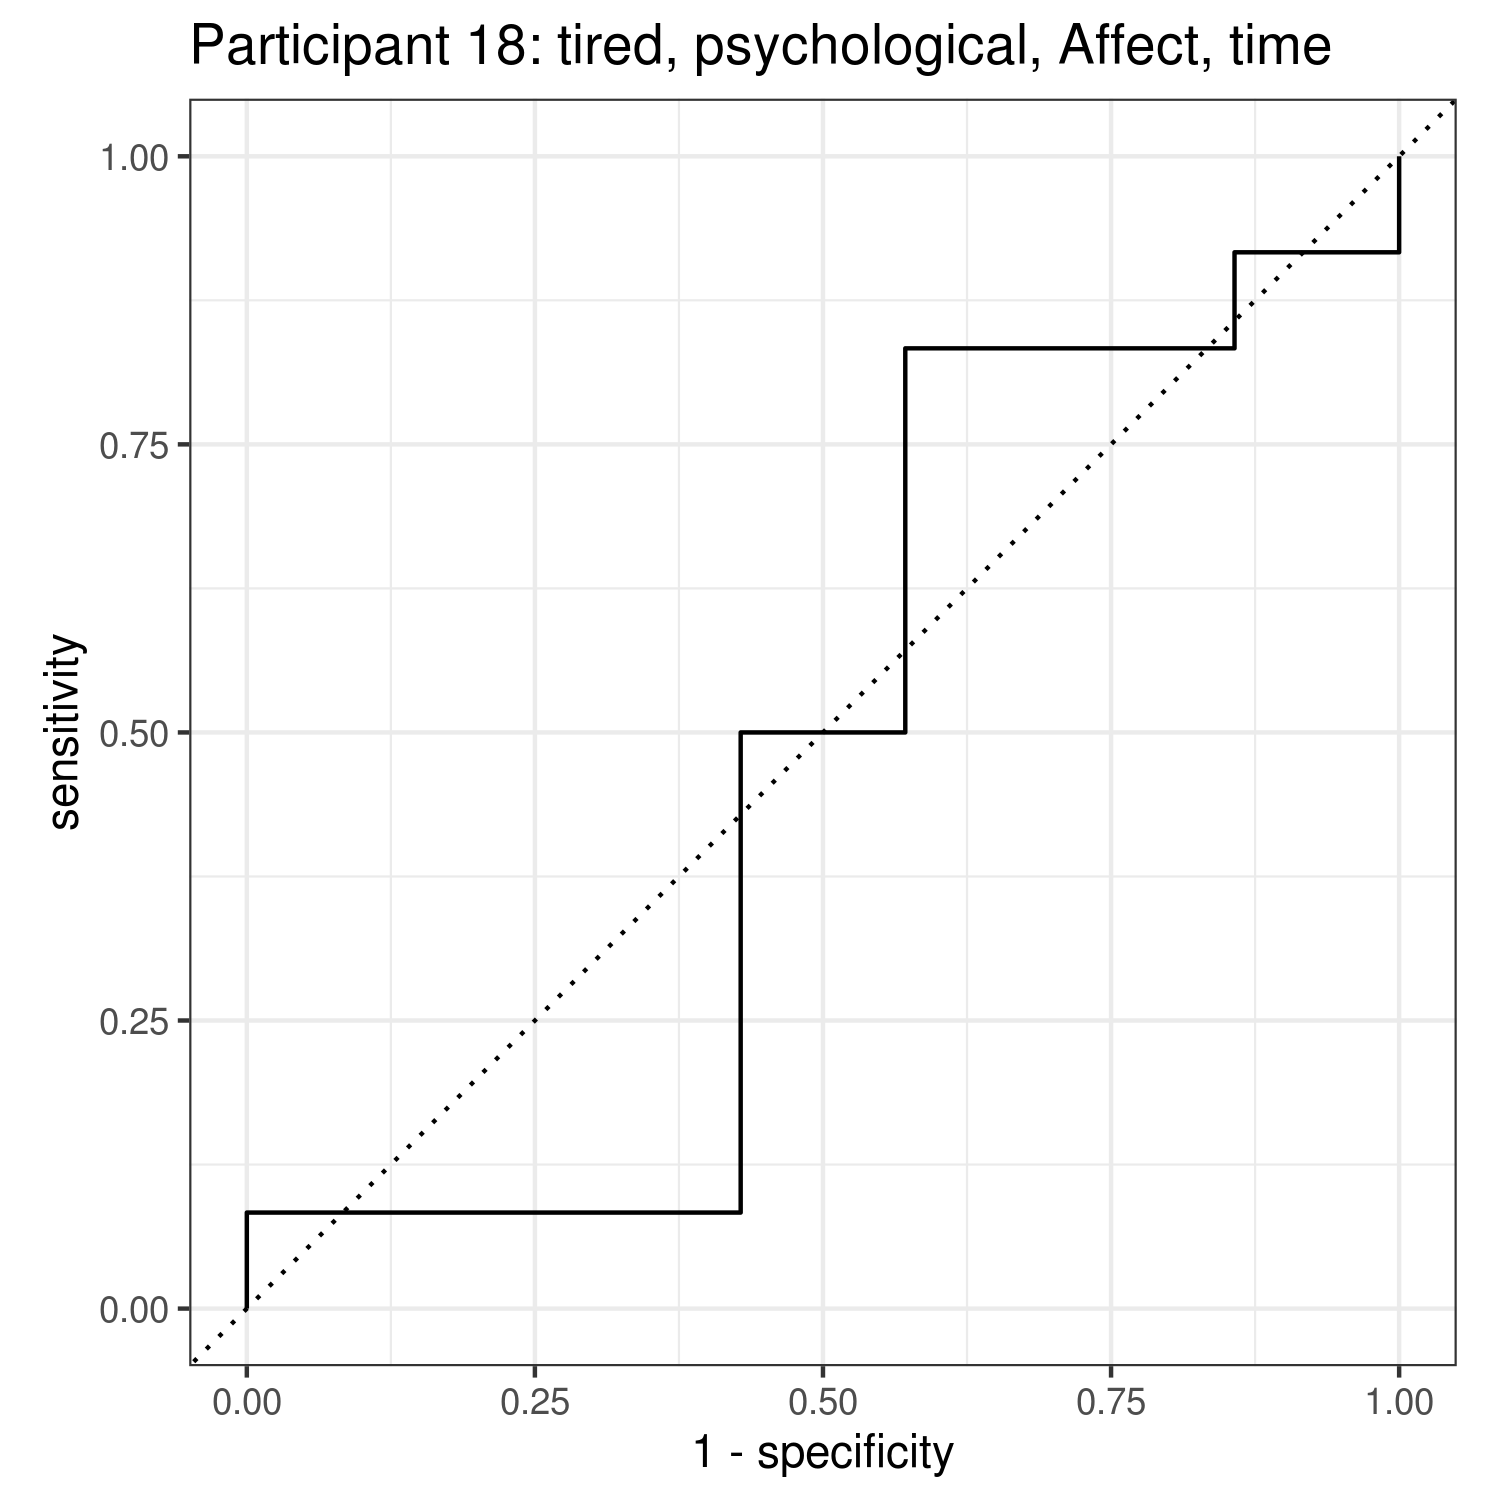 Participant 18: tired, psychological, Affect, time
sensitivity
1.00
0.75
0.50
0.25
0.00
0.00 0.25 0.50 0.75 1.00
1 - specificity